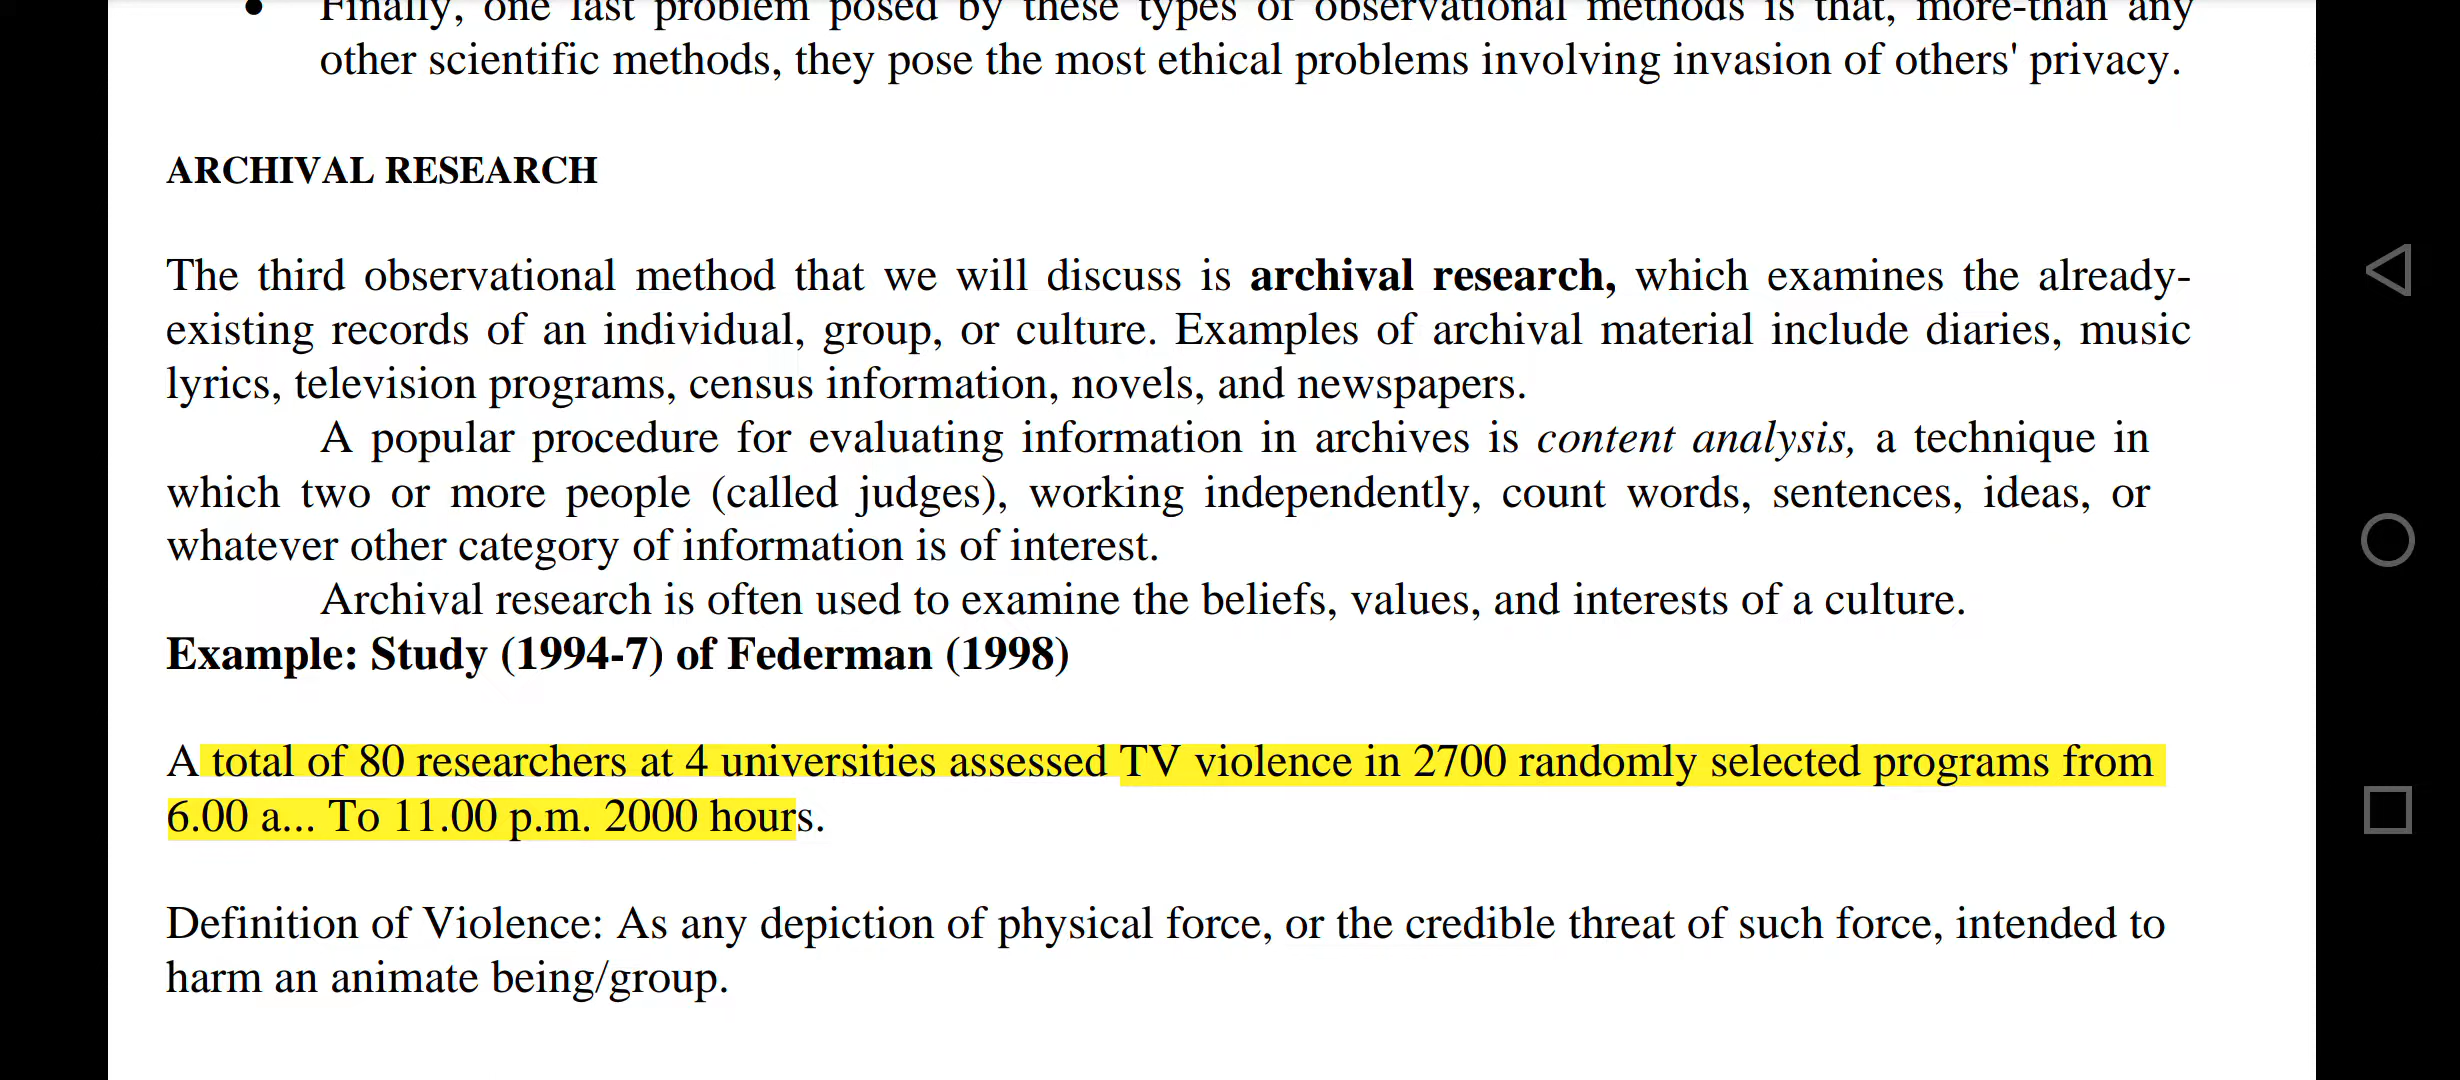 • Finally, one last problem posed by these types of observational methods is that, more-than any
other scientific methods, they pose the most ethical problems involving invasion of others' privacy.
ARCHIVAL RESEARCH
The third observational method that we will discuss is archival research, which examines the already-
existing records of an individual, group, or culture. Examples of archival material include diaries, music
lyrics, television programs, census information, novels, and newspapers.
A popular procedure for evaluating information in archives is content analysis, a technique in
which two or more people (called judges), working independently, count words, sentences, ideas, or
whatever other category of information is of interest.
Archival research is often used to examine the beliefs, values, and interests of a culture.
Example: Study (1994-7) of Federman (1998)
A total of 80 researchers at 4 universities assessed TV violence in 2700 randomly selected programs from
6.00 a... To 11.00 p.m. 2000 hours.
Definition of Violence: As any depiction of physical force, or the credible threat of such force, intended to
harm an animate being/group.